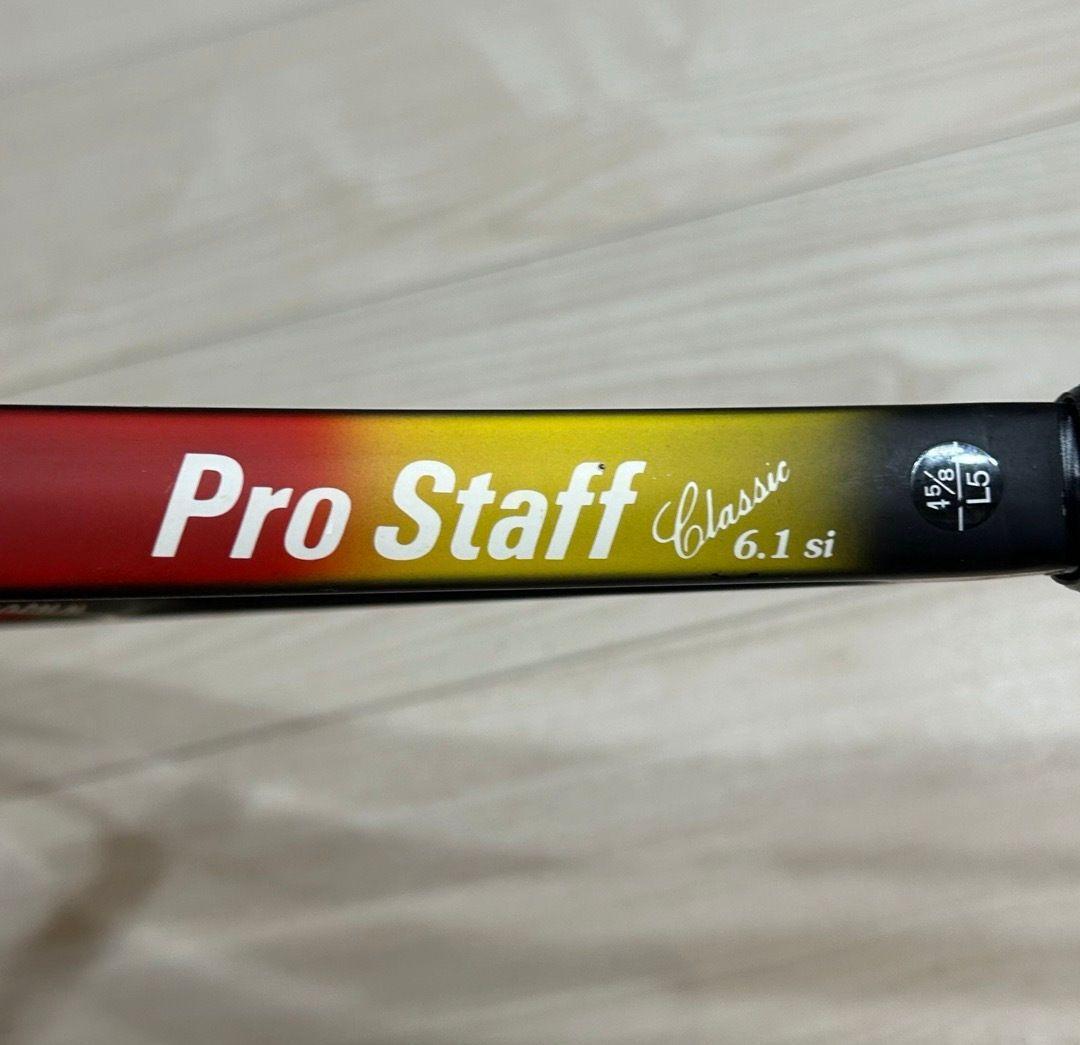 Pro Staff Classic
6.1 si
4 5/8
L5